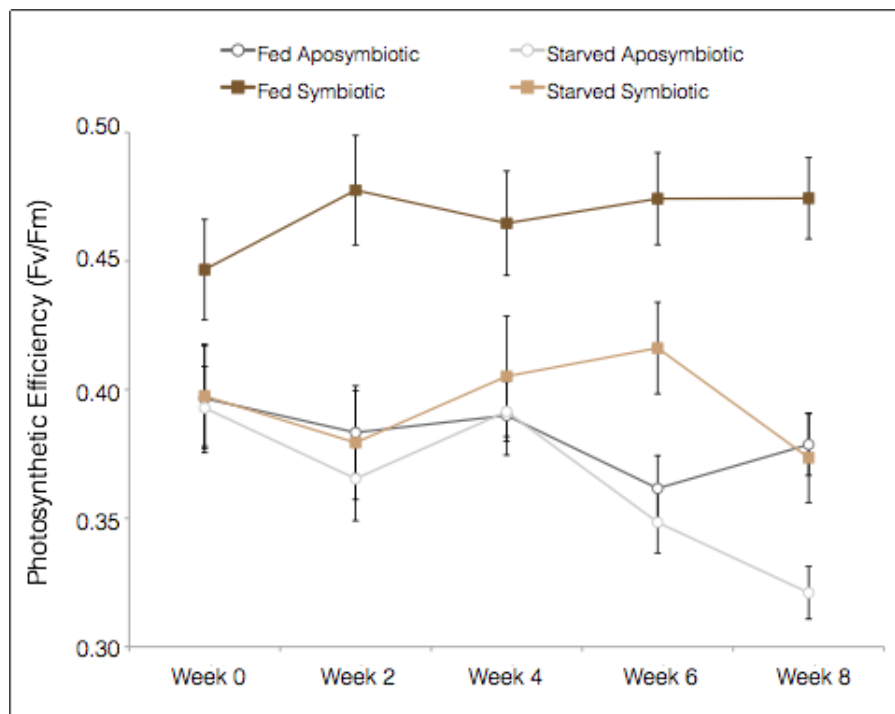 Fed Aposymbiotic Starved Aposymbiotic
Fed Symbiotic Starved Symbiotic
0.50
0.45
0.40
0.35
0.30
Photosynthetic Efficiency (Fv/Fm)
Week 0 Week 2 Week 4 Week 6 Week 8